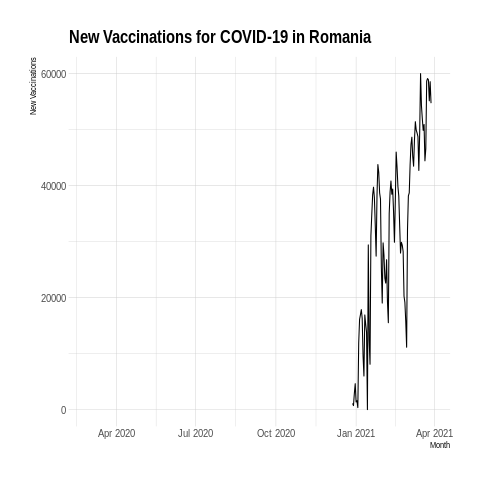 New Vaccinations for COVID-19 in Romania
New Vaccinations
60000
40000
20000
0
Apr 2020 Jul 2020 Oct 2020 Jan 2021 Apr 2021
Month